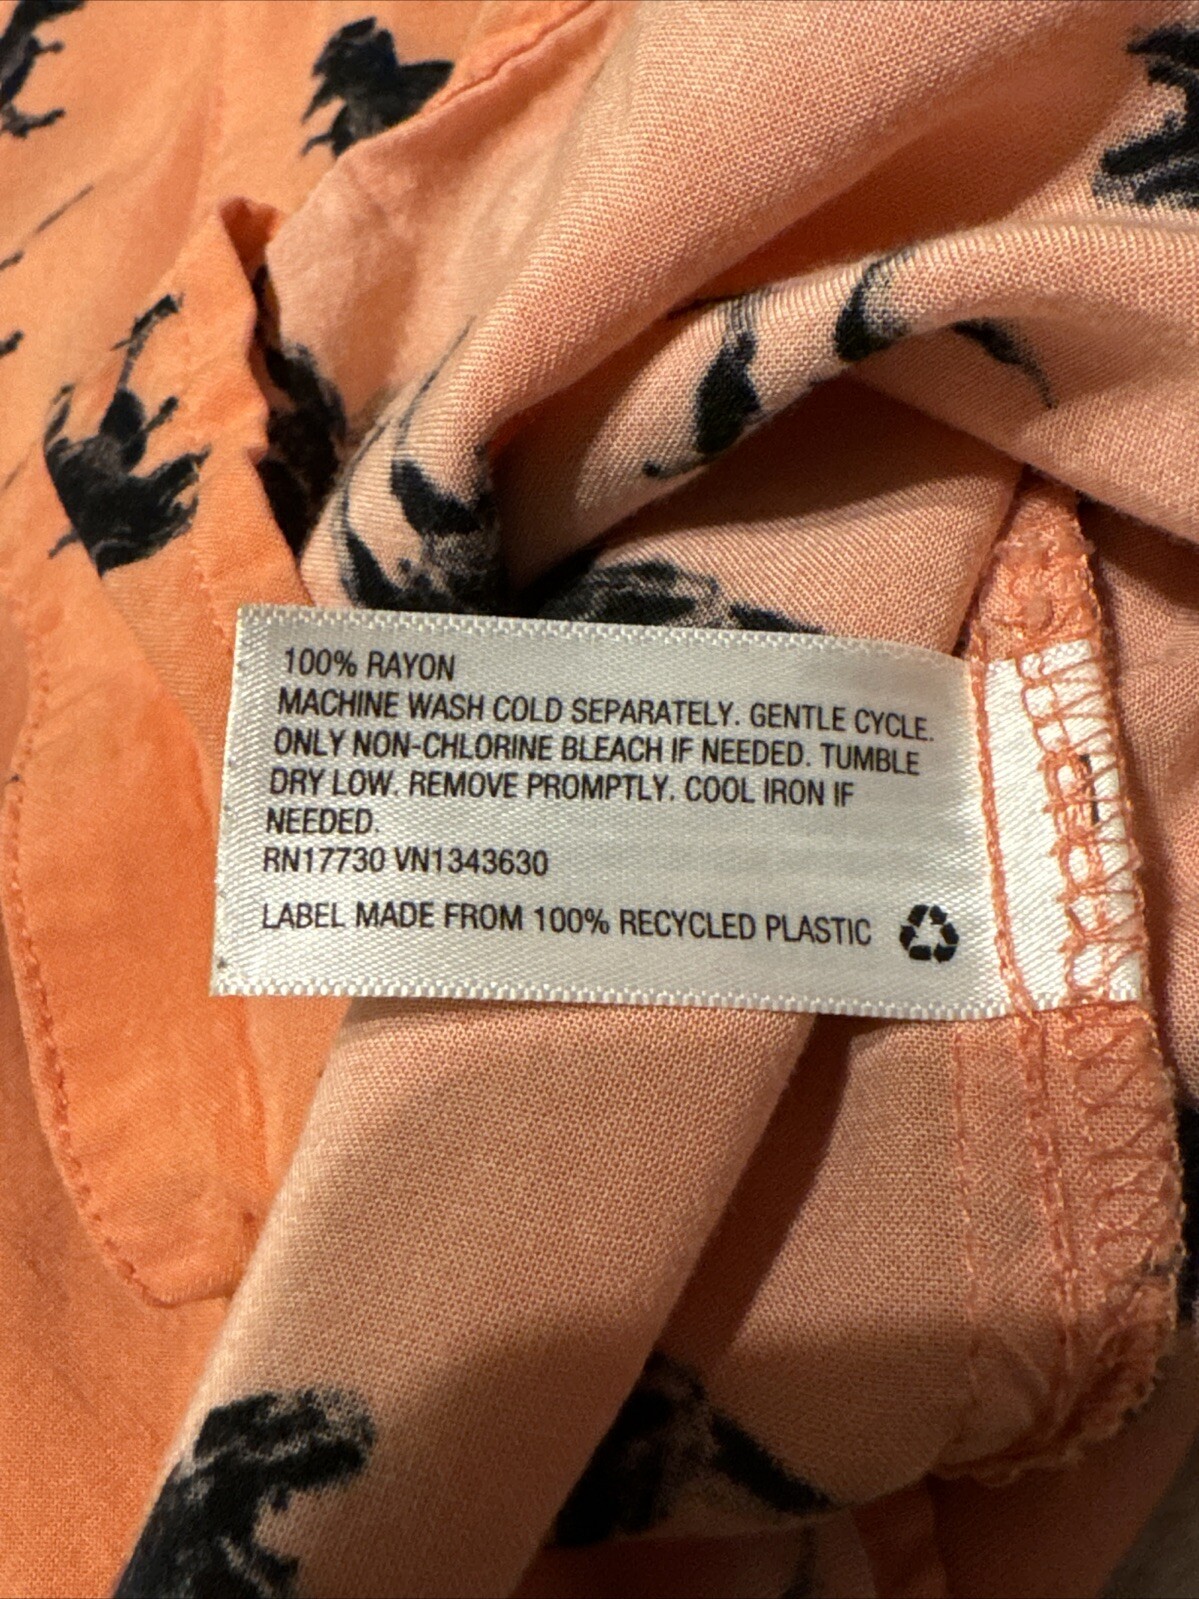 100% RAYON
MACHINE WASH COLD SEPARATELY. GENTLE CYCLE.
ONLY NON-CHLORINE BLEACH IF NEEDED. TUMBLE
DRY LOW. REMOVE PROMPTLY. COOL IRON IF
NEEDED.
RN17730 VN1343630
LABEL MADE FROM 100% RECYCLED PLASTIC